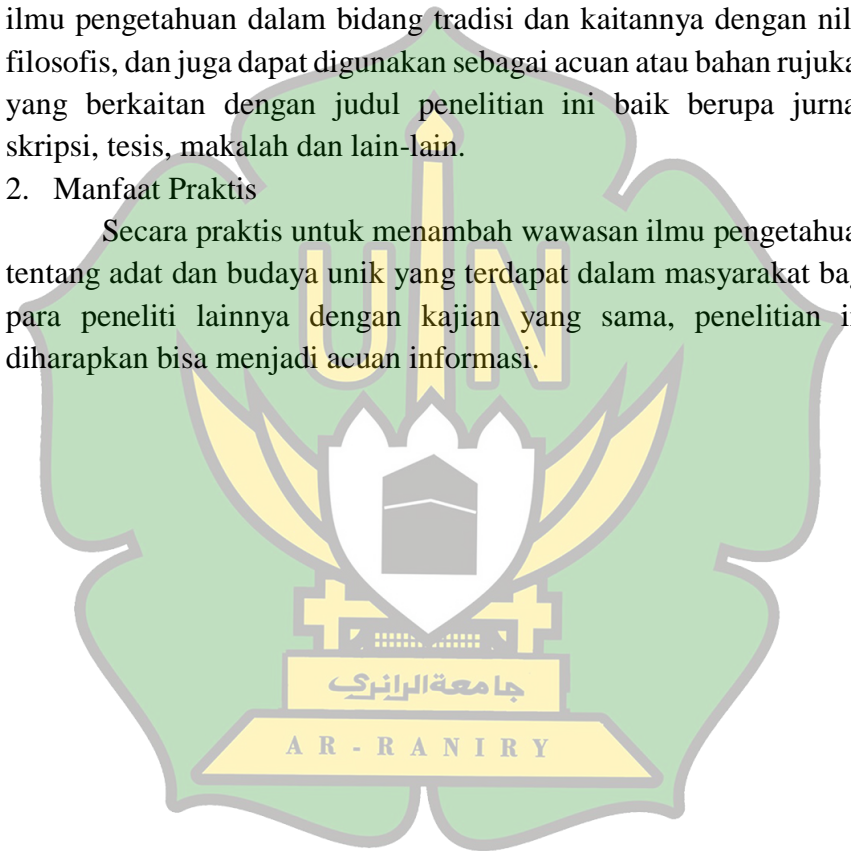 ilmu pengetahuan dalam bidang tradisi dan kaitannya dengan nil
filosofis, dan juga dapat digunakan sebagai acuan atau bahan rujuka
yang berkaitan dengan judul penelitian ini baik berupa jurna
skripsi, tesis, makalah dan lain-lain.
2. Manfaat Praktis
Secara praktis untuk menambah wawasan ilmu pengetahua
tentang adat dan budaya unik yang terdapat dalam masyarakat bag
para peneliti lainnya dengan kajian yang sama, penelitian in
diharapkan bisa menjadi acuan informasi.
UIN
جامعة الرانري
AR-RANIRY